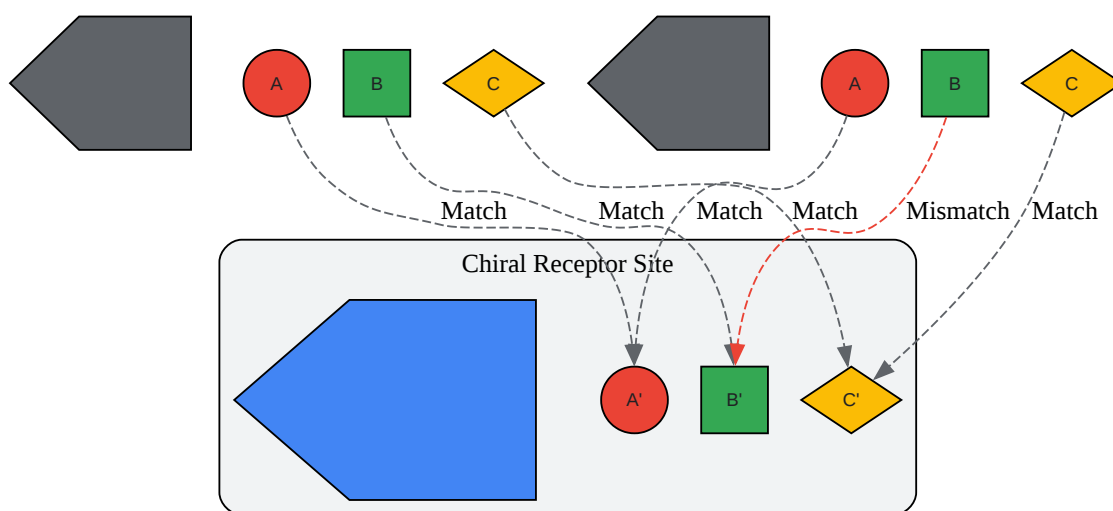 A B C A B C
Match Match Match Match Mismatch Match
Chiral Receptor Site
A' B' C'